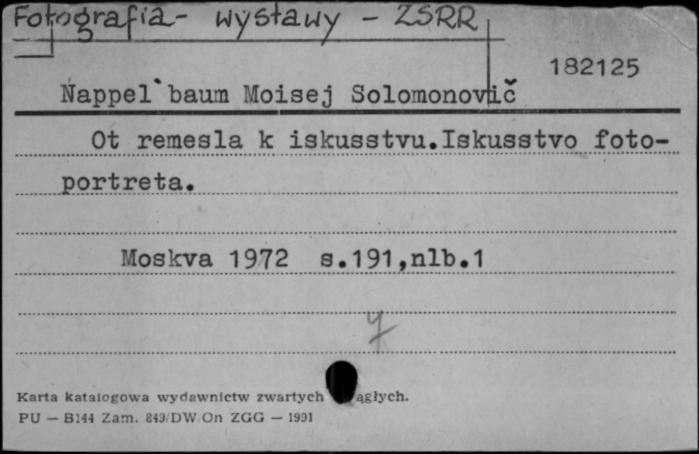 Fotografia - wystawy - ZSRR
182125
Nappel`baum Moisej Solomonovič
Ot remesla k iskusstvu.Iskusstvo foto-
portreta.
Moskva 1972 s.191,nlb.1
Karta katalogowa wydawnictw zwartych
PU — B144 Zam. 849/DW On ZGG — 1991